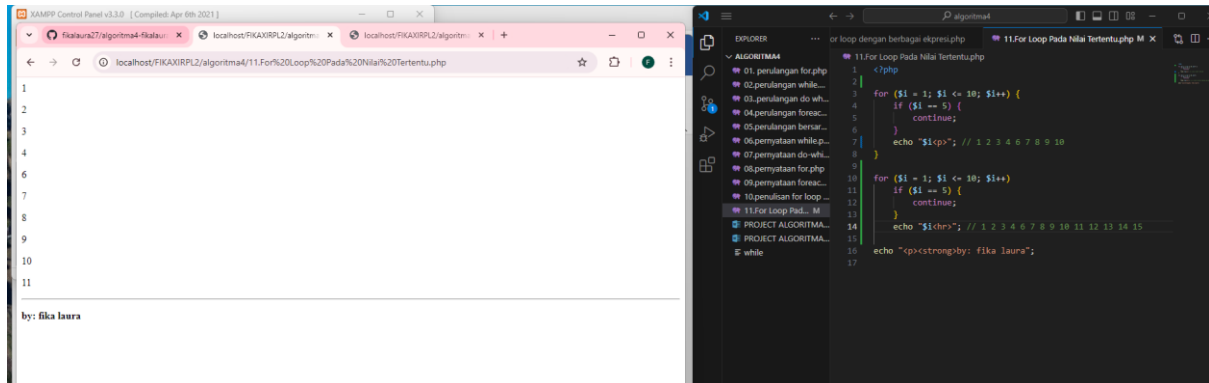 XAMPP Control Panel v3.3.0 [ Compiled: Apr 6th 2021 ]
fikalaura27/algoritma4-fikalaur
localhost/FIKAXIRPL2/algoritm
localhost/FIKAXIRPL2/algoritm
localhost/FIKAXIRPL2/algoritma4/11.For%20Loop%20Pada%20Nilai%20Tertentu.php
F
1
2
3
4
6
7
8
9
10
11
by: fika laura
algoritma4
EXPLORER
ALGORITMA4
01. perulangan for.php
02.perulangan while....
03..perulangan do wh...
04.perulangan foreac...
05.perulangan bersar...
06.pernyataan while.p...
07.pernyataan do-whi...
08.pernyataan for.php
09.pernyataan foreac...
10.penulisan for loop ...
11.For Loop Pad... M
PROJECT ALGORITMA...
PROJECT ALGORITMA...
while
or loop dengan berbagai ekpresi.php
11.For Loop Pada Nilai Tertentu.php M
11.For Loop Pada Nilai Tertentu.php
1 <?php
2
3 for ($i = 1; $i <= 10; $i++) {
4 if ($i == 5) {
5 continue;
6 }
7 echo "$i<p>"; // 1 2 3 4 6 7 8 9 10
8 }
9
10 for ($i = 1; $i <= 10; $i++)
11 if ($i == 5) {
12 continue;
13 }
14 echo "$i<hr>"; // 1 2 3 4 6 7 8 9 10 11 12 13 14 15
15
16 echo "<p><strong>by: fika laura";
17